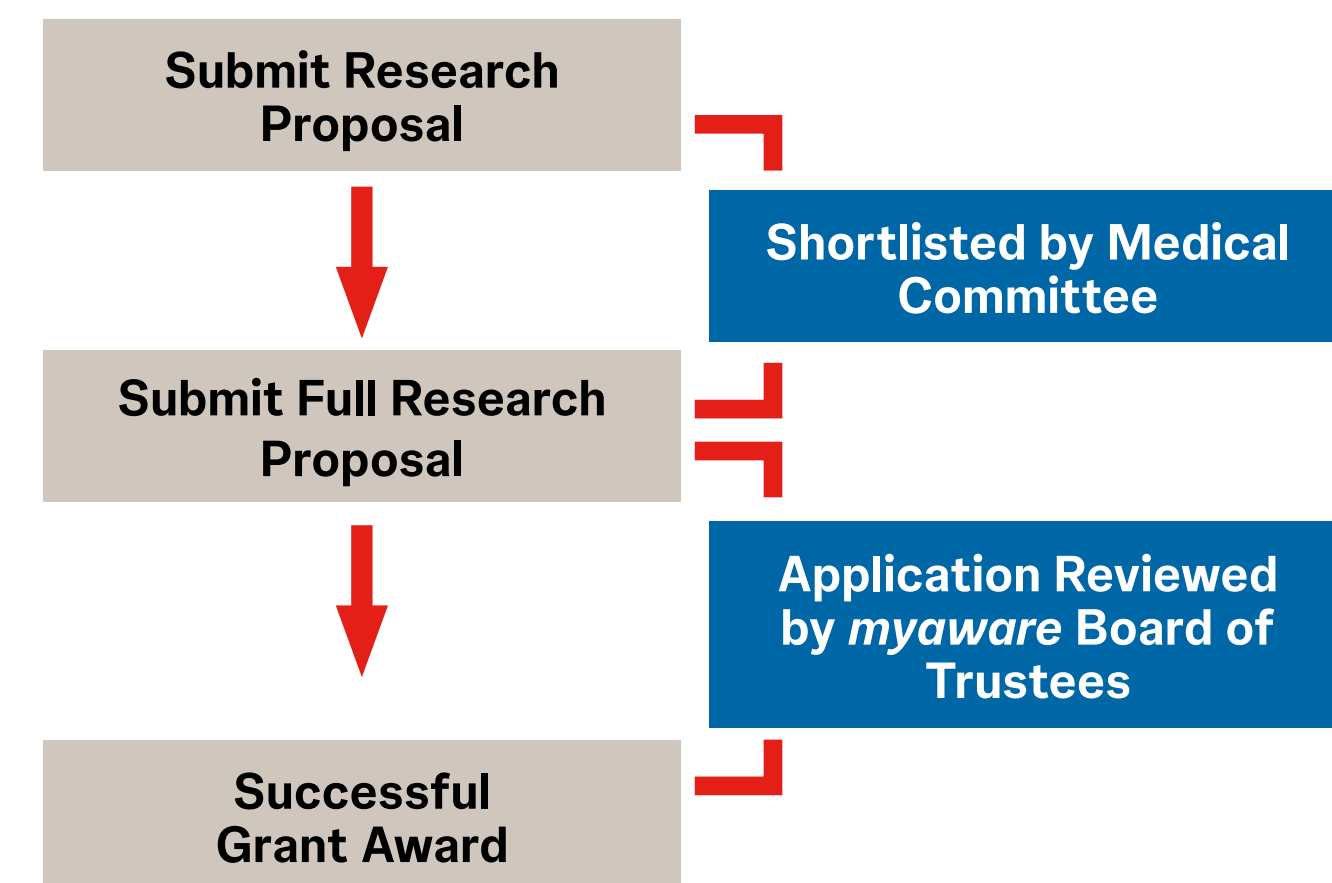 Submit Research
Proposal
Shortlisted by Medical
Committee
Submit Full Research
Proposal
Application Reviewed
by myaware Board of
Trustees
Successful
Grant Award